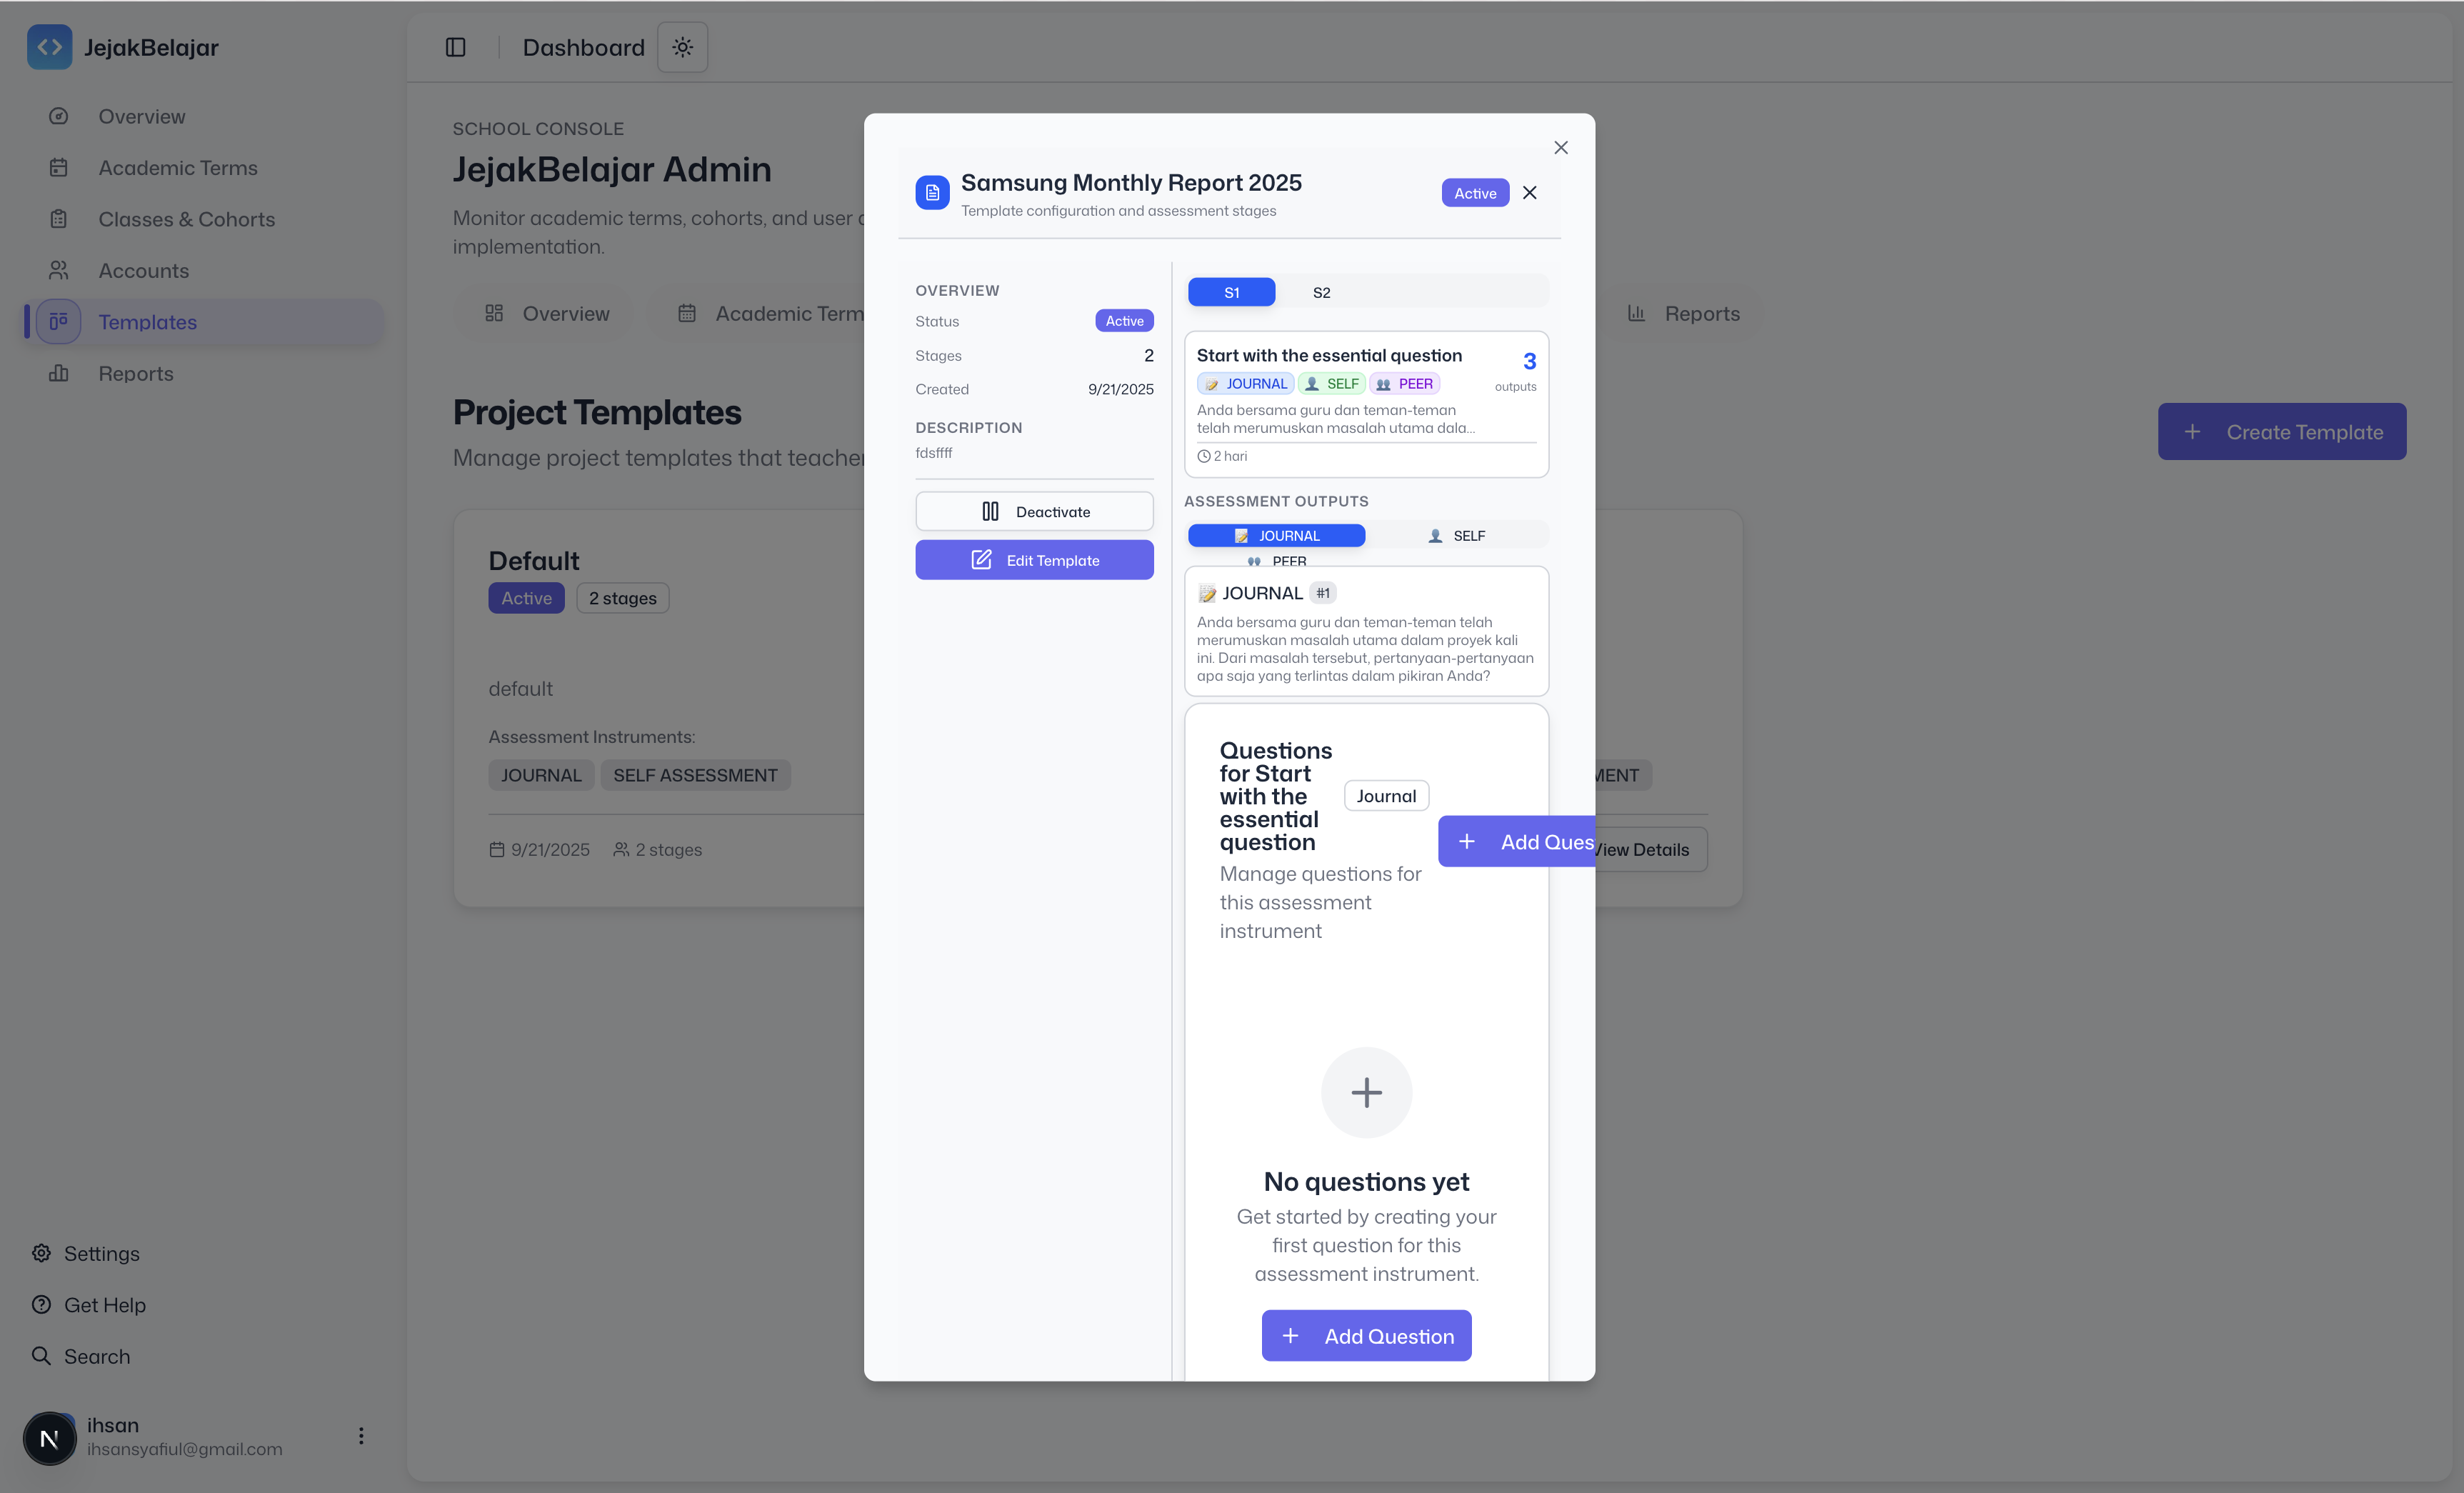 JejakBelajar
Overview
Academic Terms
Classes & Cohorts
Accounts
Templates
Reports
Settings
Get Help
Search
N
ihsan
ihsansyafiul@gmail.com
Dashboard
SCHOOL CONSOLE
JejakBelajar Admin
Monitor academic terms, cohorts, and user
implementation.
Overview
Academic Term
Reports
Project Templates
Manage project templates that teache
Create Template
Default
Active
2 stages
default
Assessment Instruments:
JOURNAL
SELF ASSESSMENT
9/21/2025
2 stages
MENT
View Details
Samsung Monthly Report 2025
Template configuration and assessment stages
Active
OVERVIEW
Status
Active
Stages
2
Created
9/21/2025
DESCRIPTION
fdsffff
Deactivate
Edit Template
S1
S2
Start with the essential question
3
outputs
JOURNAL
SELF
PEER
Anda bersama guru dan teman-teman
telah merumuskan masalah utama dala...
2 hari
ASSESSMENT OUTPUTS
JOURNAL
SELF
PEER
JOURNAL #1
Anda bersama guru dan teman-teman telah
merumuskan masalah utama dalam proyek kali
ini. Dari masalah tersebut, pertanyaan-pertanyaan
apa saja yang terlintas dalam pikiran Anda?
Questions
for Start
with the
essential
question
Journal
Add Ques
Manage questions for
this assessment
instrument
No questions yet
Get started by creating your
first question for this
assessment instrument.
Add Question